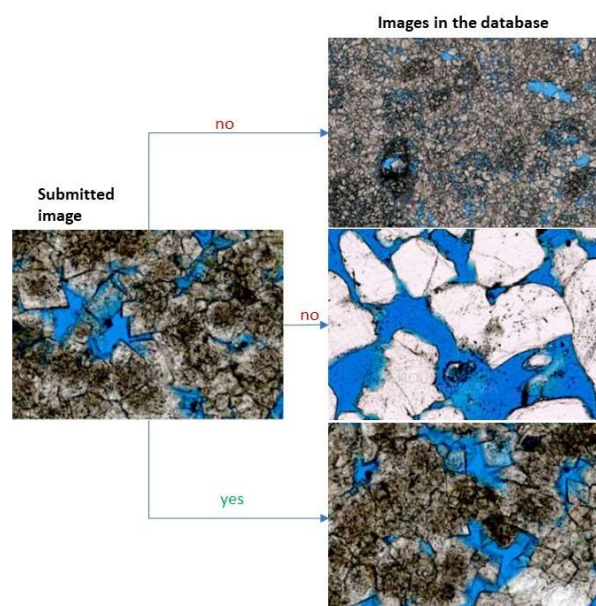 Images in the database
no
Submitted
image
no
yes